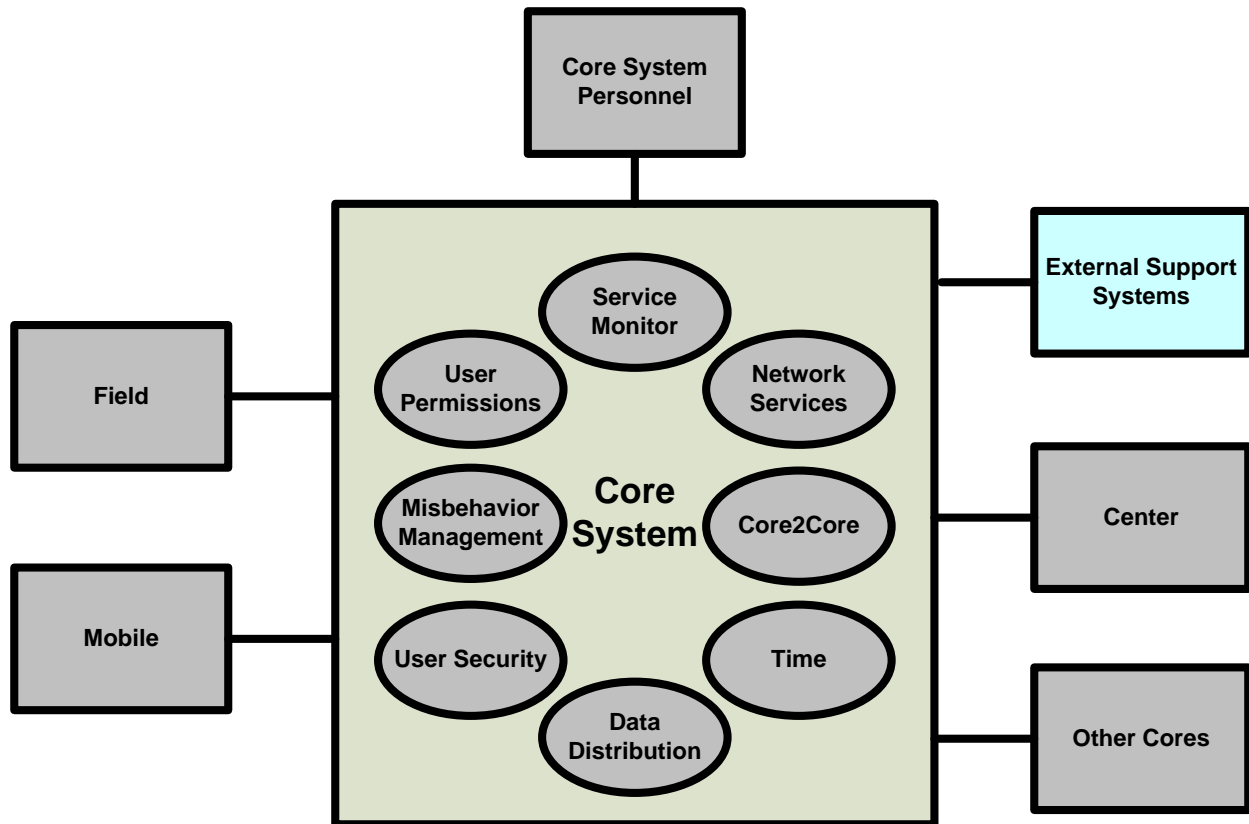 Core System
Personnel
External Support
Systems
Service
Monitor
User
Permissions
Network
Services
Field
Misbehavior
Management
Core
System
Core2Core
Center
Mobile
User Security
Time
Data
Distribution
Other Cores